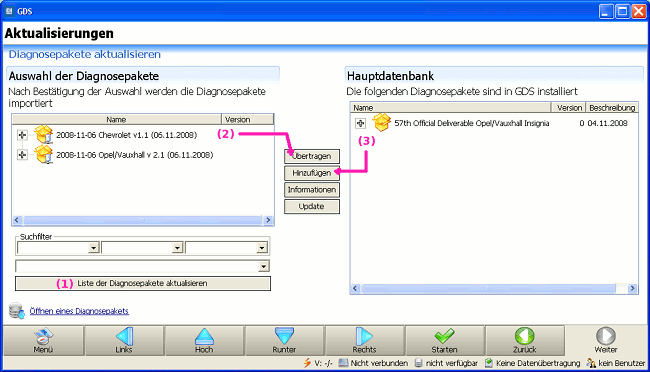 GDS
Aktualisierungen
Diagnosepakete aktualisieren
Auswahl der Diagnosepakete
Nach Bestätigung der Auswahl werden die Diagnosepakete
importiert
Name Version
2008-11-06 Chevrolet v1.1 (06.11.2008)
2008-11-06 Opel/Vauxhall v 2.1 (06.11.2008)
(2)
Übertragen
Hinzufügen
Informationen
Update
(3)
Hauptdatenbank
Die folgenden Diagnosepakete sind in GDS installiert
Name Version Beschreibung
57th Official Deliverable Opel/Vauxhall Insignia 0 04.11.2008
Suchfilter
(1) Liste der Diagnosepakete aktualisieren
Öffnen eines Diagnosepakets
Menü Links Hoch Runter Rechts Starten Zurück Weiter
V: -/- Nicht verbunden nicht verfügbar Keine Datenübertragung kein Benutzer